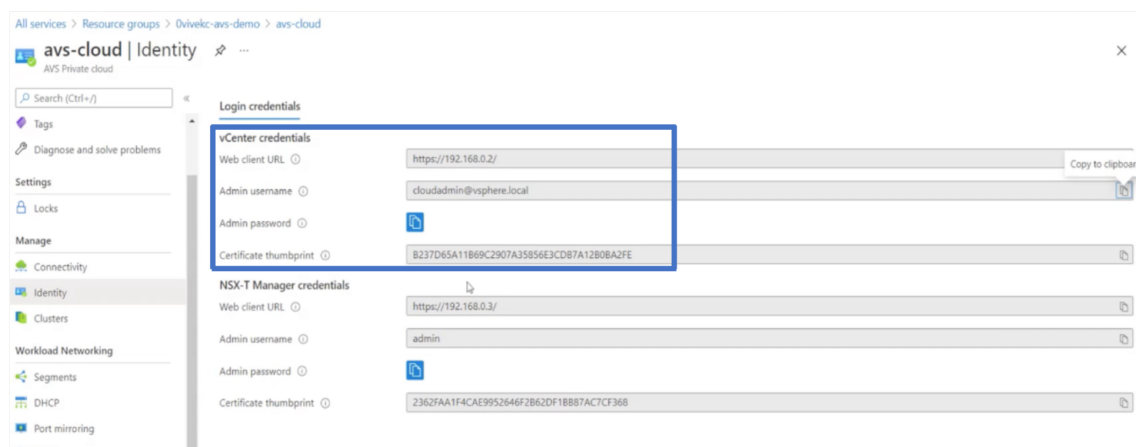 All services > Resource groups > 0vivekc-avs-demo > avs-cloud
avs-cloud | Identity ...
AVS Private cloud
Search (Ctrl+/)
Tags
Diagnose and solve problems
Settings
Locks
Manage
Connectivity
Identity
Clusters
Workload Networking
Segments
DHCP
Port mirroring
Login credentials
vCenter credentials
Web client URL https://192.168.0.2/
Copy to clipboar
Admin username cloudadmin@vsphere.local
Admin password
Certificate thumbprint B237D65A11B69C2907A35856E3CDB7A12B0BA2FE
NSX-T Manager credentials
Web client URL https://192.168.0.3/
Admin username admin
Admin password
Certificate thumbprint 2362FAA1F4CAE9952646F2B62DF1BB87AC7CF368